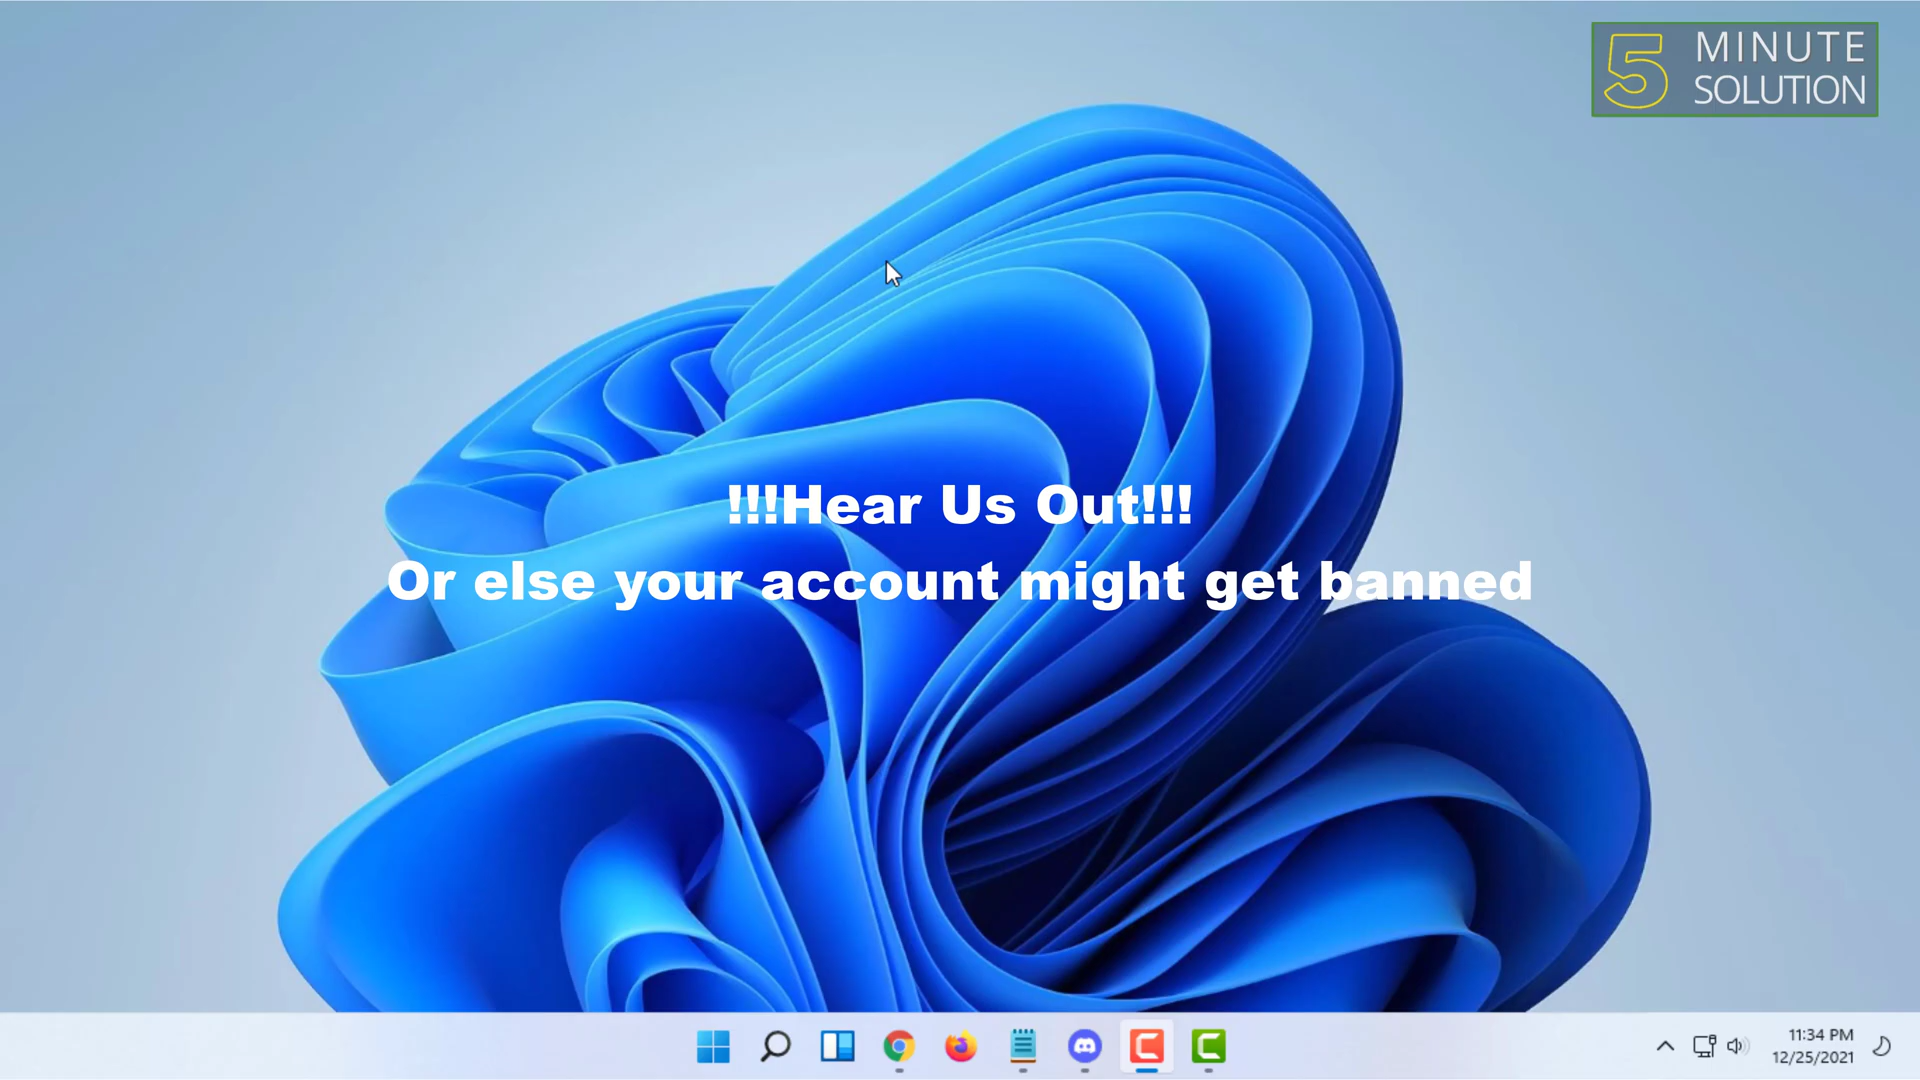 5 MINUTE
SOLUTION
!!!Hear Us Out!!!
Or else your account might get banned
11:34 PM
12/25/2021